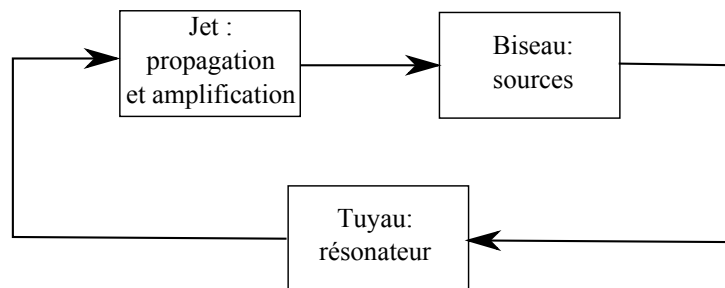 Jet :
propagation
et amplification
Biseau:
sources
Tuyau:
résonateur